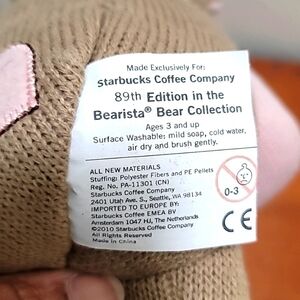 Made Exclusively For:
Starbucks Coffee Company
89th Edition in the
Bearista® Bear Collection
Ages 3 and up
Surface Washable: mild soap, cold water,
air dry and brush gently.
ALL NEW MATERIALS
Stuffing: Polyester Fibers and PE Pellets
Reg. No. PA-11301 (CN)
Starbucks Coffee Company
2401 Utah Ave. S., Seattle, WA 98134
IMPORTED TO EUROPE BY:
Starbucks Coffee EMEA BV
Amsterdam 1047 HJ, The Netherlands
©2010 Starbucks Coffee Company
All Rights Reserved
Made in China
0-3
CE